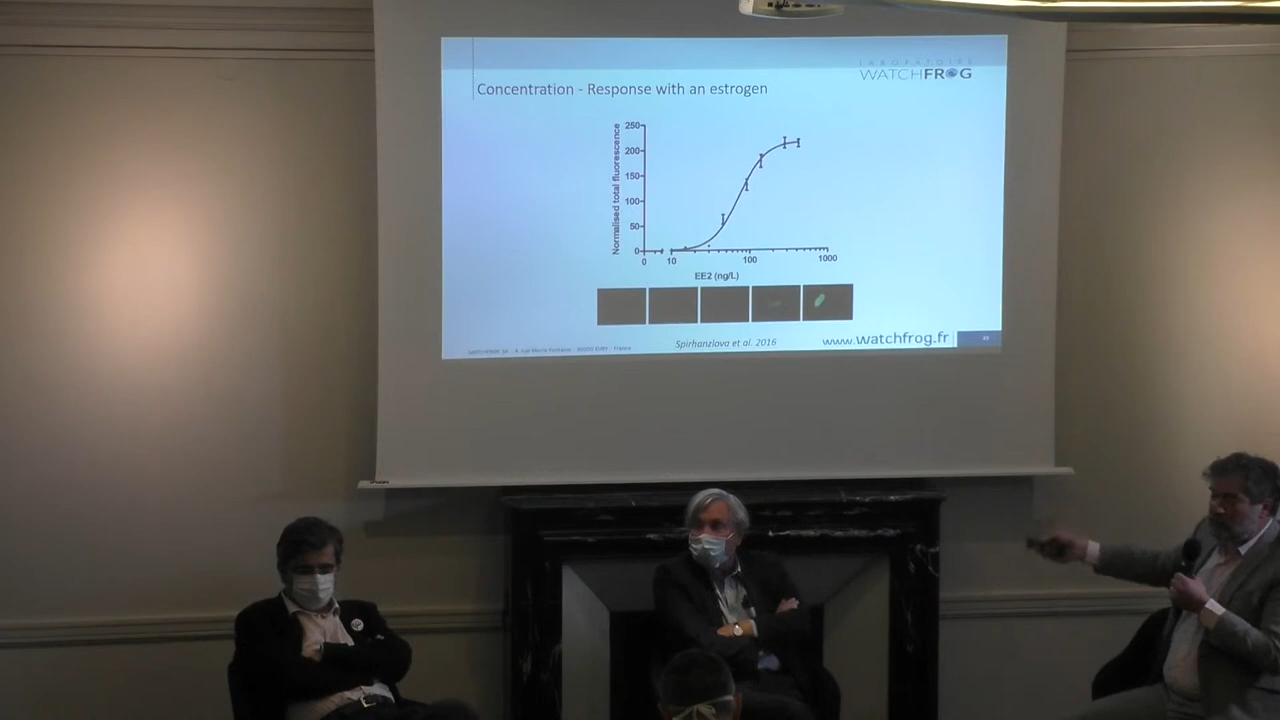 LABORATOIRE
WATCHFROG
Concentration - Response with an estrogen
Normalised total fluorescence
250
200
150
100
50
0
0 10 100 1000
EE2 (ng/L)
Spirhanzlova et al. 2016
www.watchfrog.fr